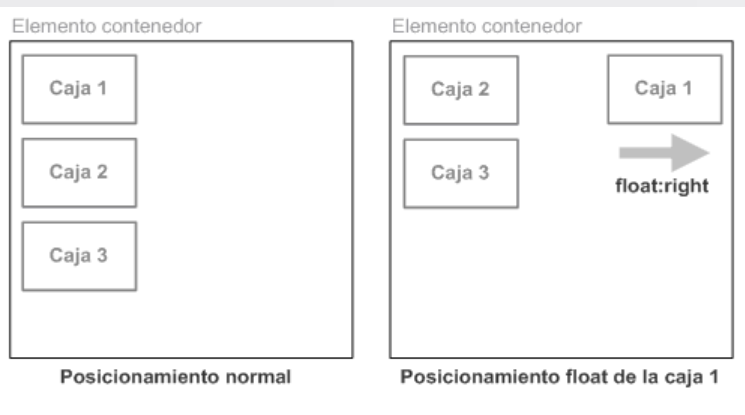 Elemento contenedor
Caja 1
Caja 2
Caja 3
Posicionamiento normal
Elemento contenedor
Caja 2
Caja 1
Caja 3
float:right
Posicionamiento float de la caja 1